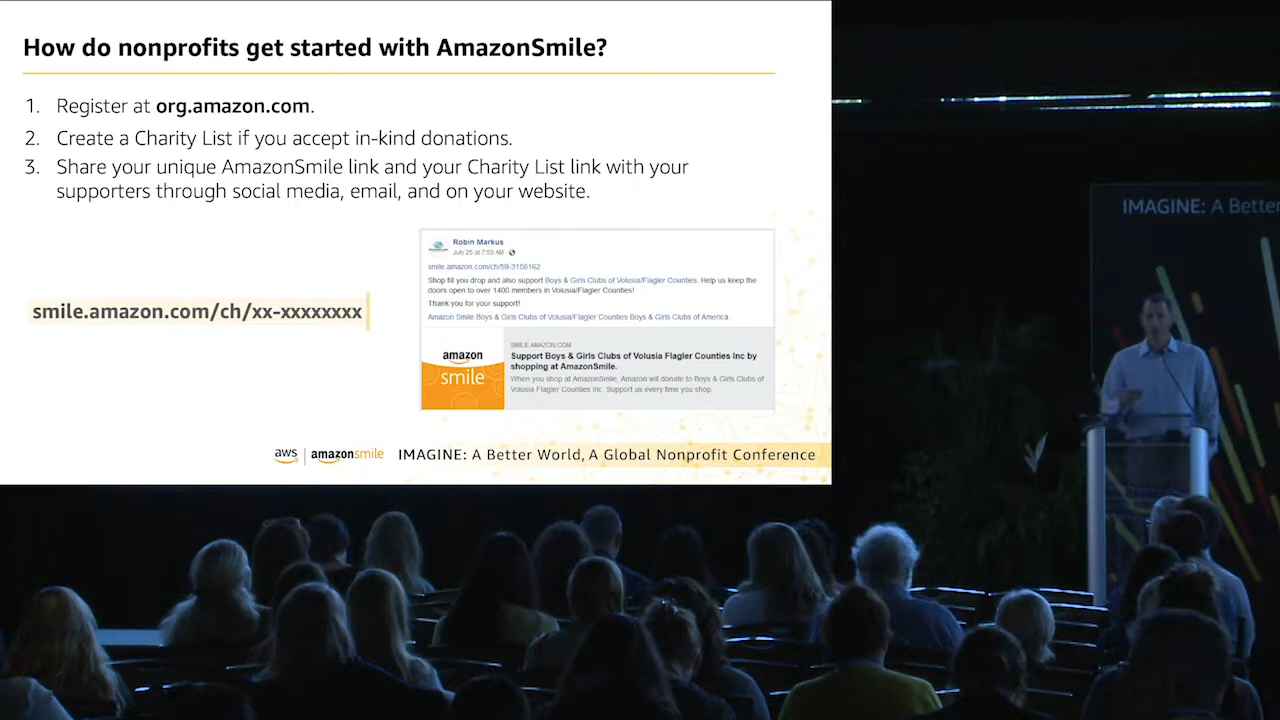 How do nonprofits get started with AmazonSmile?
1. Register at org.amazon.com.
2. Create a Charity List if you accept in-kind donations.
3. Share your unique AmazonSmile link and your Charity List link with your
supporters through social media, email, and on your website.
Robin Markus
July 25 at 7:59 AM
smile.amazon.com/ch/59-3158162
Shop till you drop and also support Boys & Girls Clubs of Volusia/Flagler Counties. Help us keep the
doors open to over 1400 members in Volusia/Flagler Counties!
Thank you for your support!
Amazon Smile Boys & Girls Clubs of Volusia/Flagler Counties Boys & Girls Clubs of America
smile.amazon.com/ch/xx-xxxxxxxx
amazon
smile
SMILE.AMAZON.COM
Support Boys & Girls Clubs of Volusia Flagler Counties Inc by
shopping at AmazonSmile.
When you shop at AmazonSmile, Amazon will donate to Boys & Girls Clubs of
Volusia Flagler Counties Inc. Support us every time you shop.
aws | amazonsmile IMAGINE: A Better World, A Global Nonprofit Conference
IMAGINE: A Better